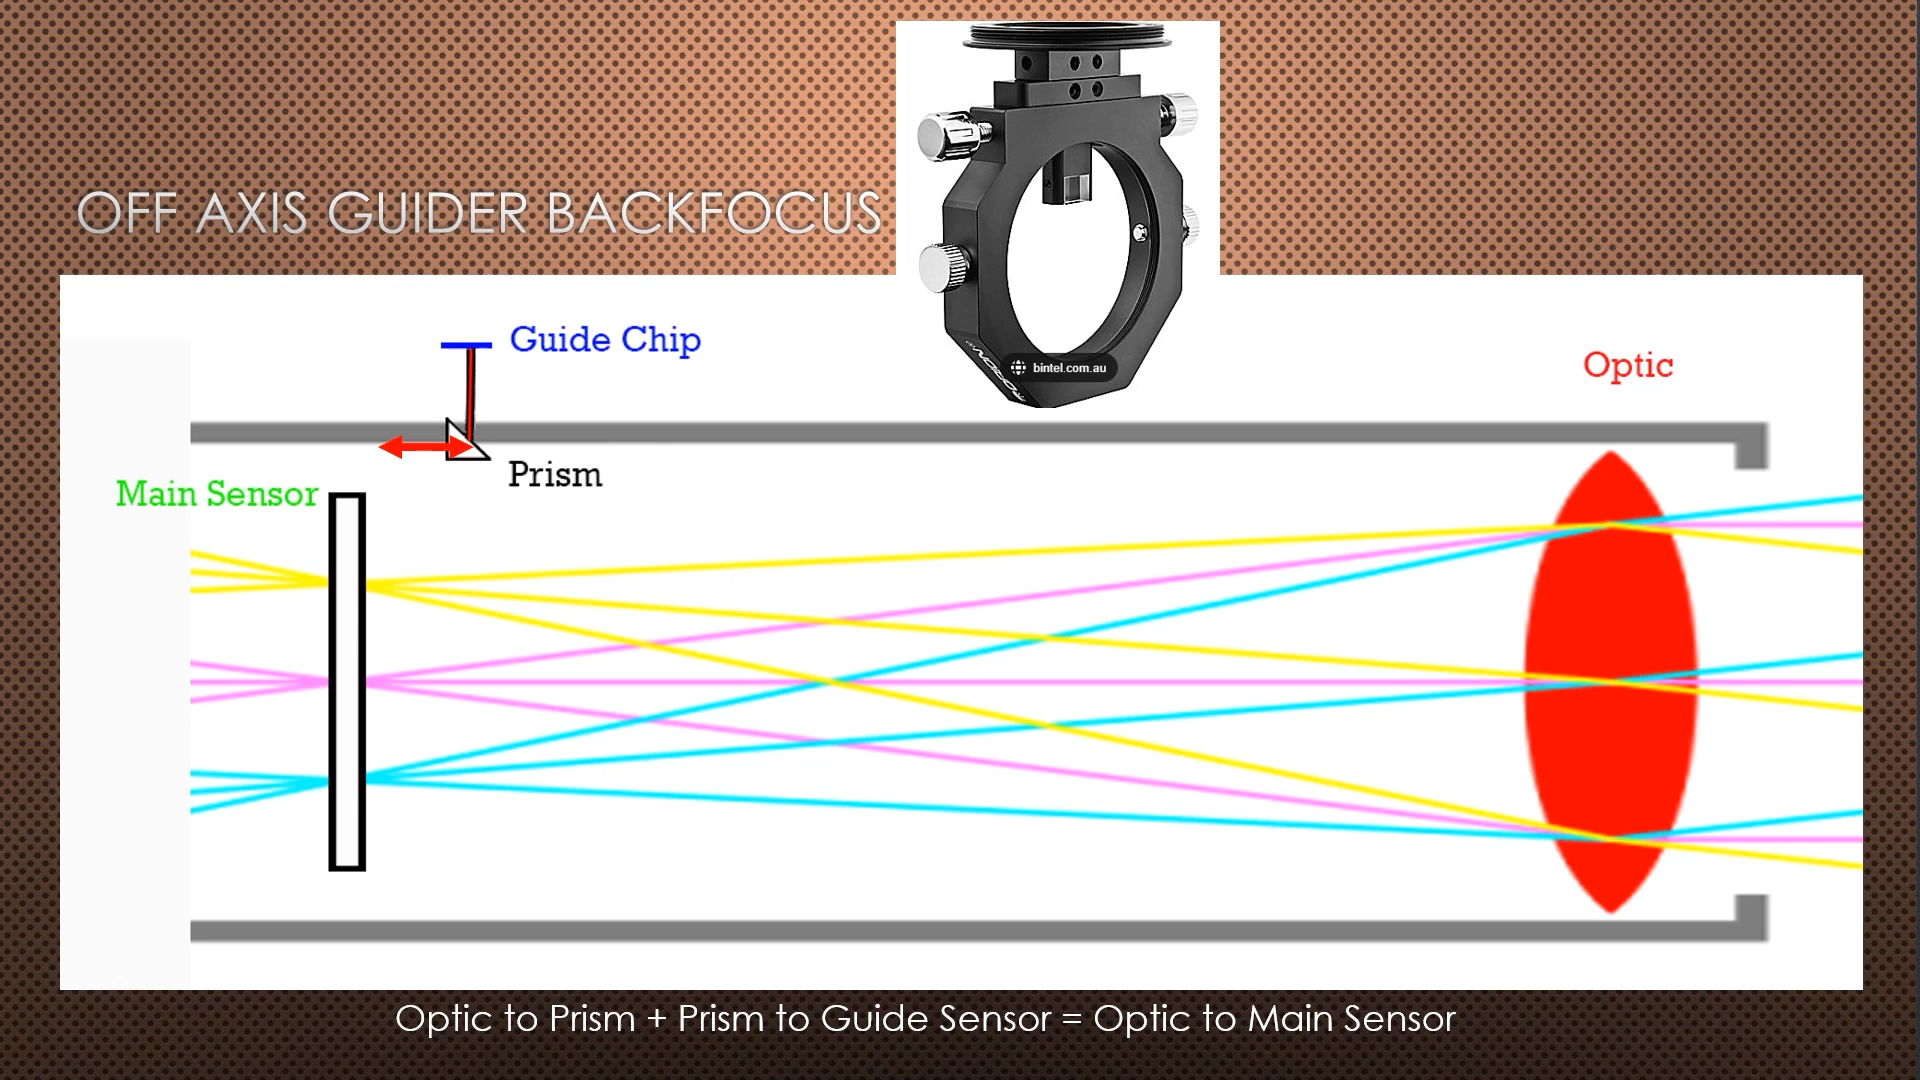 OFF AXIS GUIDER BACKFOCUS
ORION
bintel.com.au
Guide Chip
Optic
Prism
Main Sensor
Optic to Prism + Prism to Guide Sensor = Optic to Main Sensor